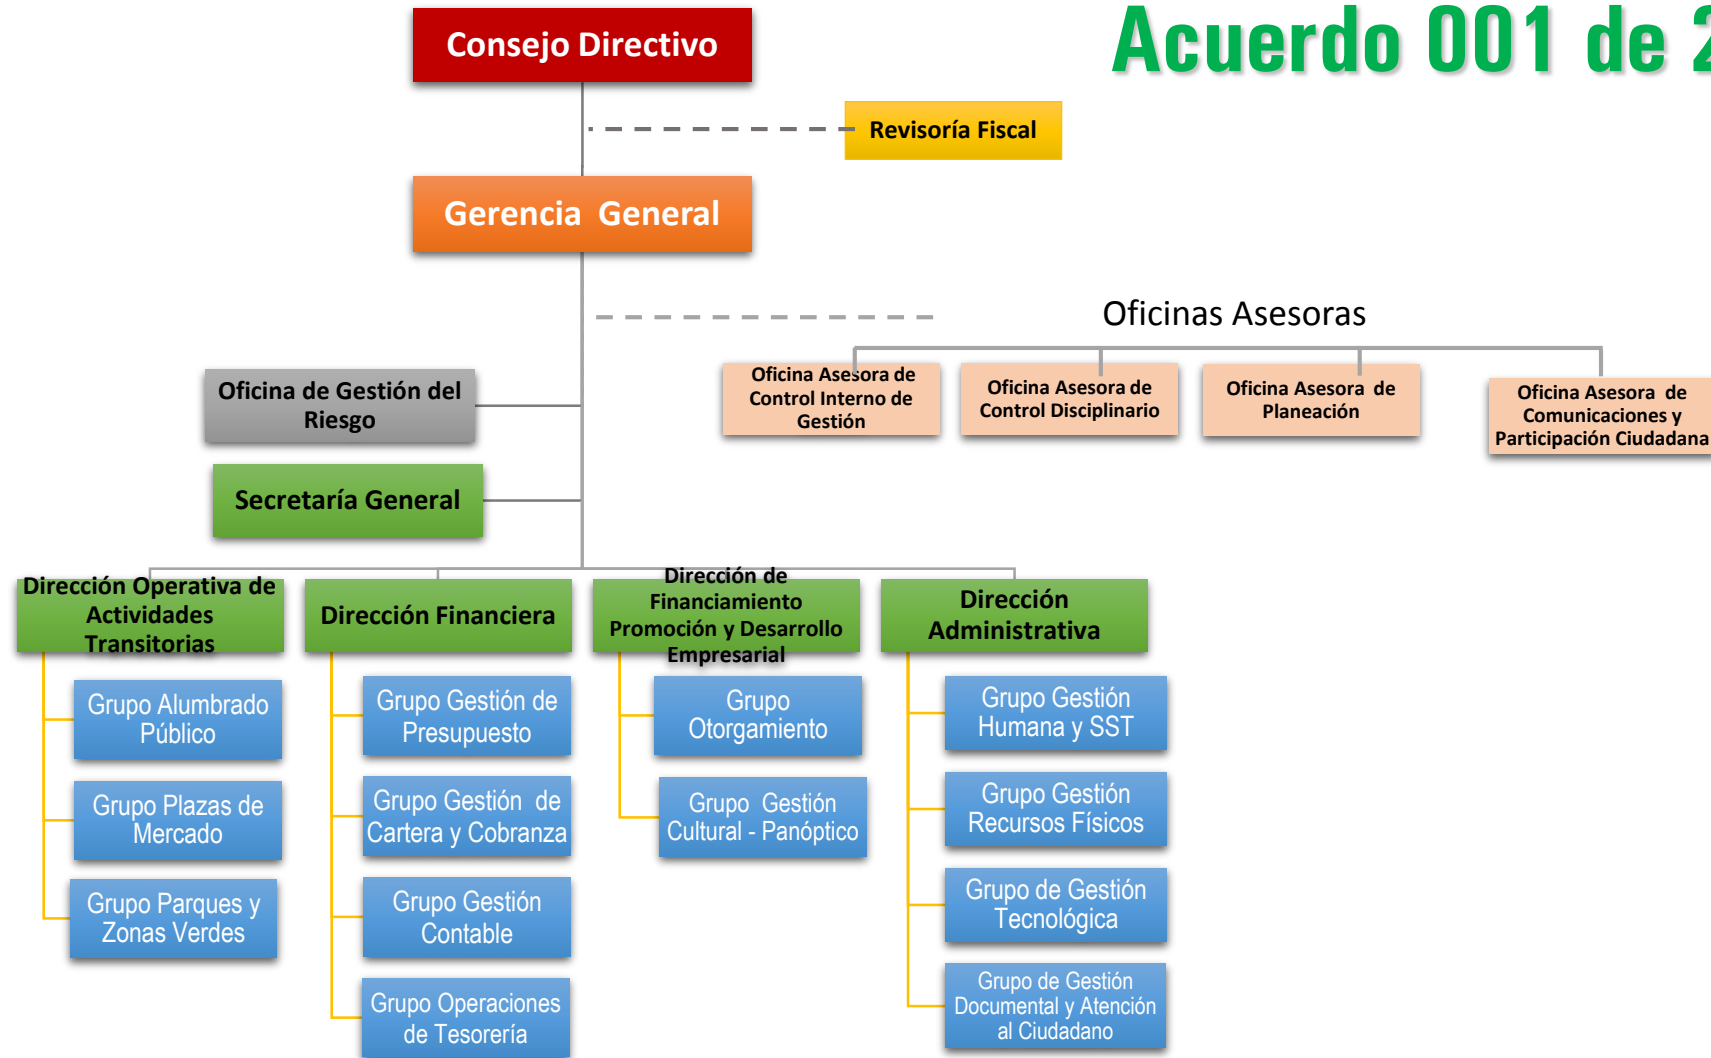 Consejo Directivo
Acuerdo 001 de 2
Revisoría Fiscal
Gerencia General
Oficinas Asesoras
Oficina de Gestión del
Riesgo
Oficina Asesora de
Control Interno de
Gestión
Oficina Asesora de
Control Disciplinario
Oficina Asesora de
Planeación
Oficina Asesora de
Comunicaciones y
Participación Ciudadana
Secretaría General
Dirección Operativa de
Actividades
Transitorias
Dirección Financiera
Dirección de
Financiamiento
Promoción y Desarrollo
Empresarial
Dirección
Administrativa
Grupo Alumbrado
Público
Grupo Plazas de
Mercado
Grupo Parques y
Zonas Verdes
Grupo Gestión de
Presupuesto
Grupo Gestión de
Cartera y Cobranza
Grupo Gestión
Contable
Grupo Operaciones
de Tesorería
Grupo
Otorgamiento
Grupo Gestión
Cultural - Panóptico
Grupo Gestión
Humana y SST
Grupo Gestión
Recursos Físicos
Grupo de Gestión
Tecnológica
Grupo de Gestión
Documental y Atención
al Ciudadano